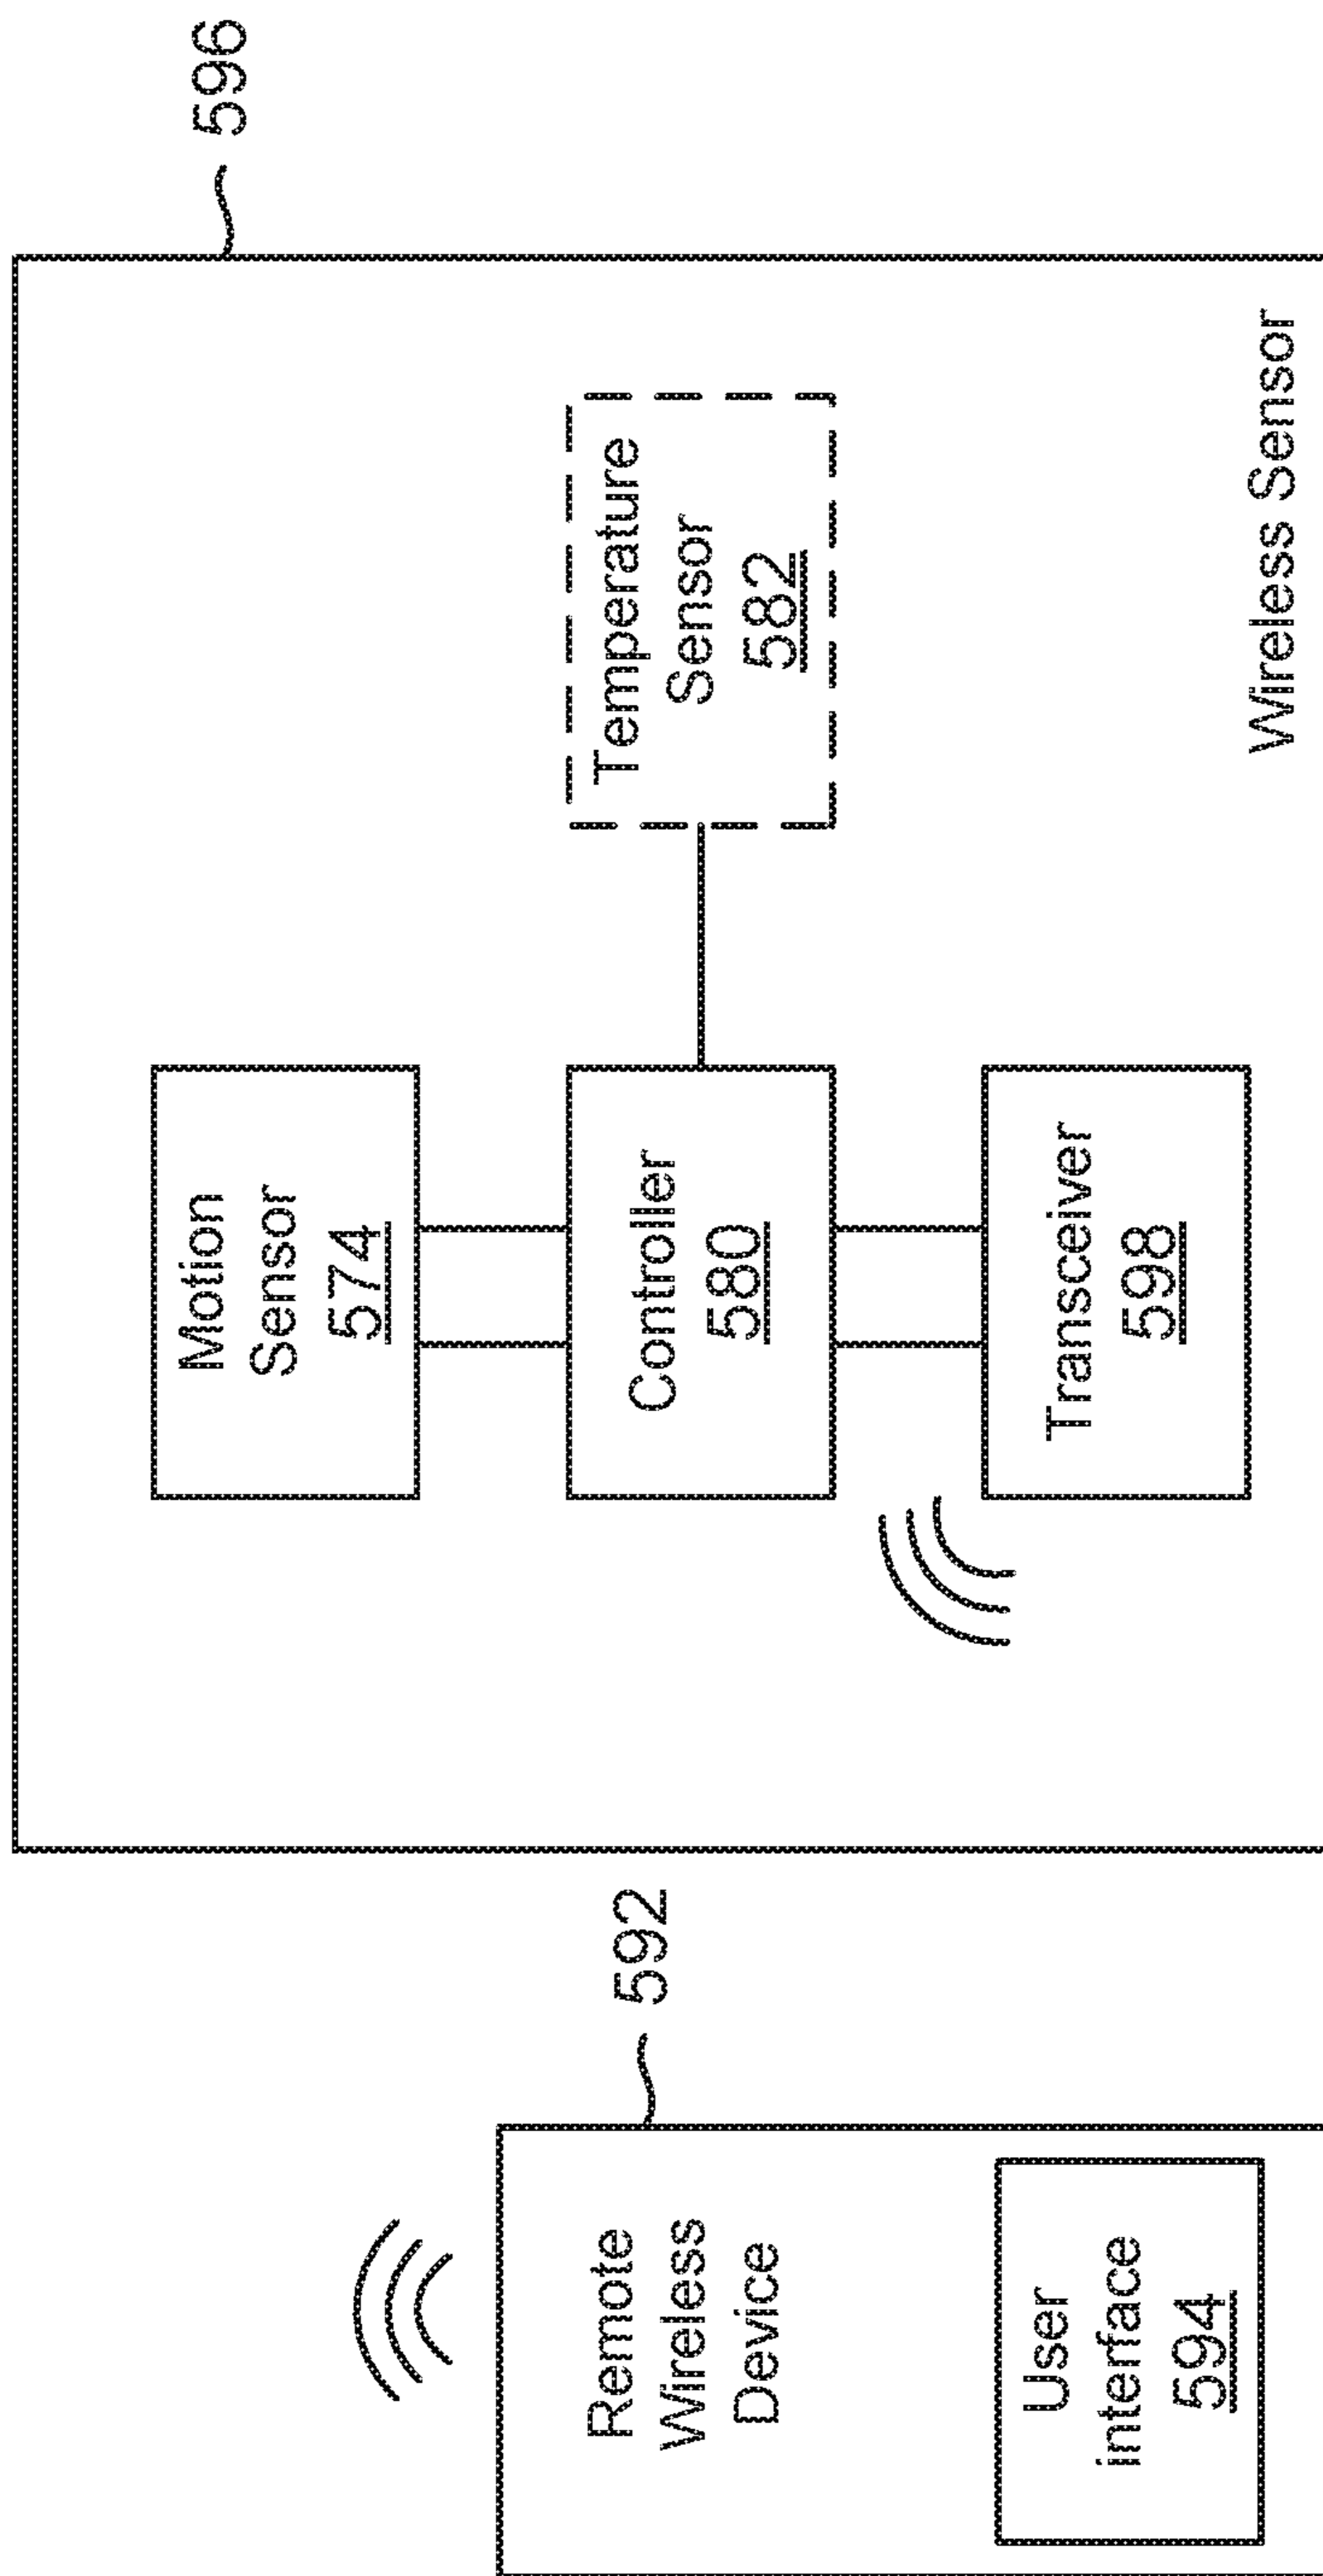 596
Motion
Sensor
574
Controller
580
Temperature
Sensor
582
Transceiver
598
Wireless Sensor
592
Remote
Wireless
Device
User
interface
594